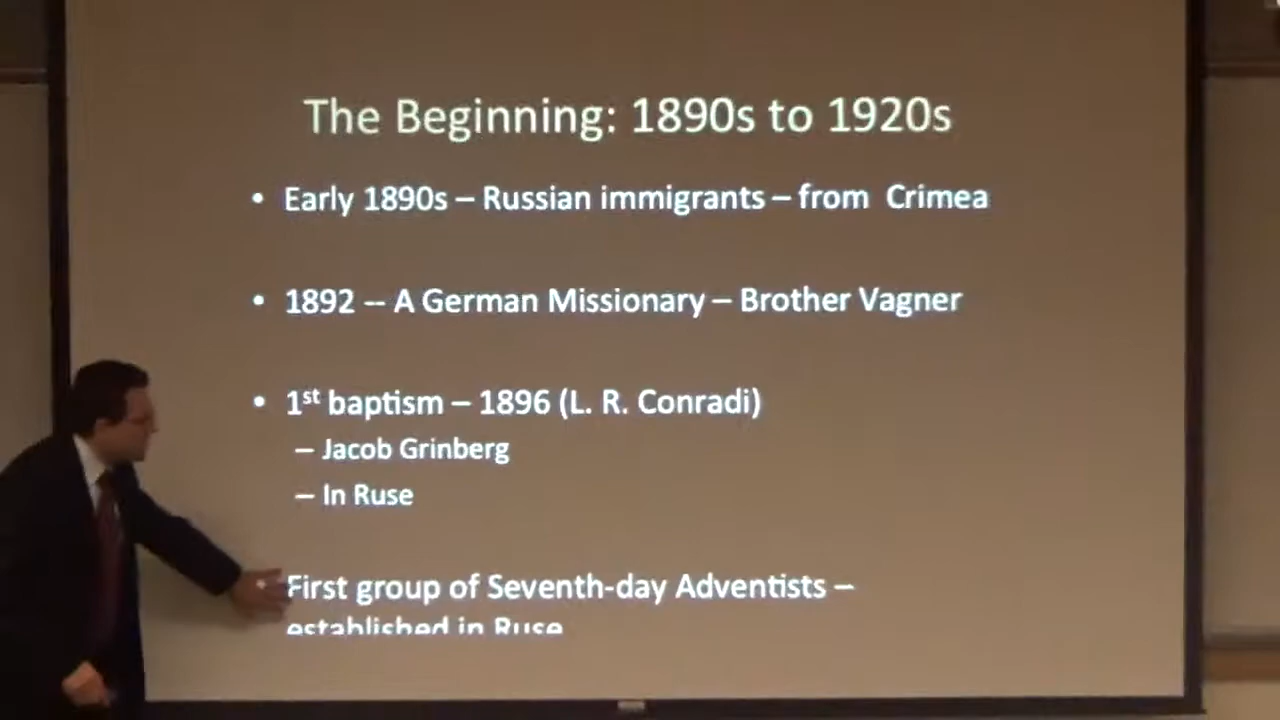 The Beginning: 1890s to 1920s
• Early 1890s – Russian immigrants – from  Crimea
• 1892 -- A German Missionary – Brother Vagner
• 1st baptism – 1896 (L. R. Conradi)
– Jacob Grinberg
– In Ruse
First group of Seventh-day Adventists –
established in Ruse